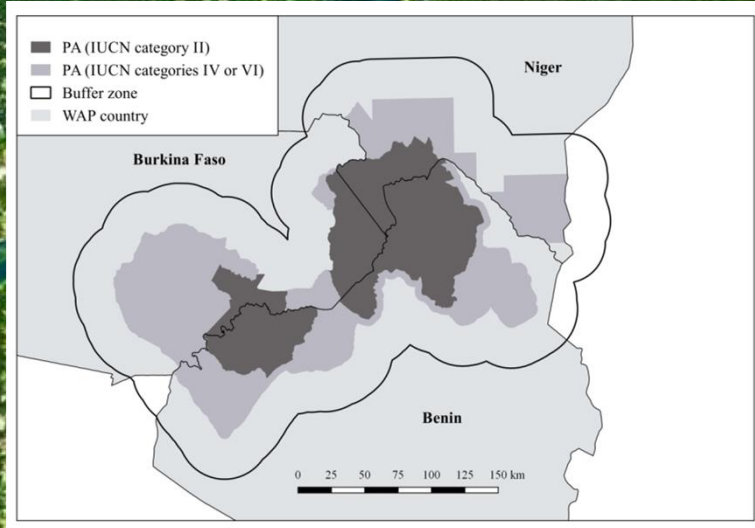 PA (IUCN category II)
PA (IUCN categories IV or VI)
Buffer zone
WAP country
Niger
Burkina Faso
Benin
0 25 50 75 100 125 150 km